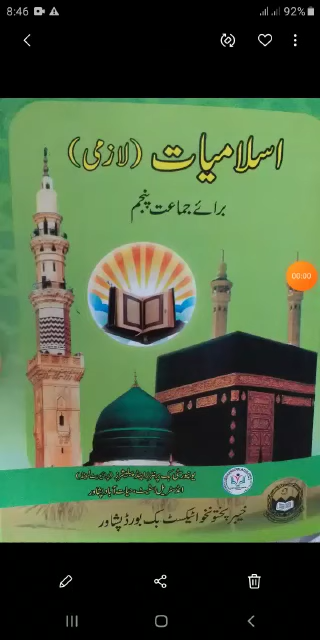 8:46
92%
اسلامیات (لازمی)
برائے جماعت پنجم
00:00
خیبر پختونخوا ٹیکسٹ بک بورڈ پشاور